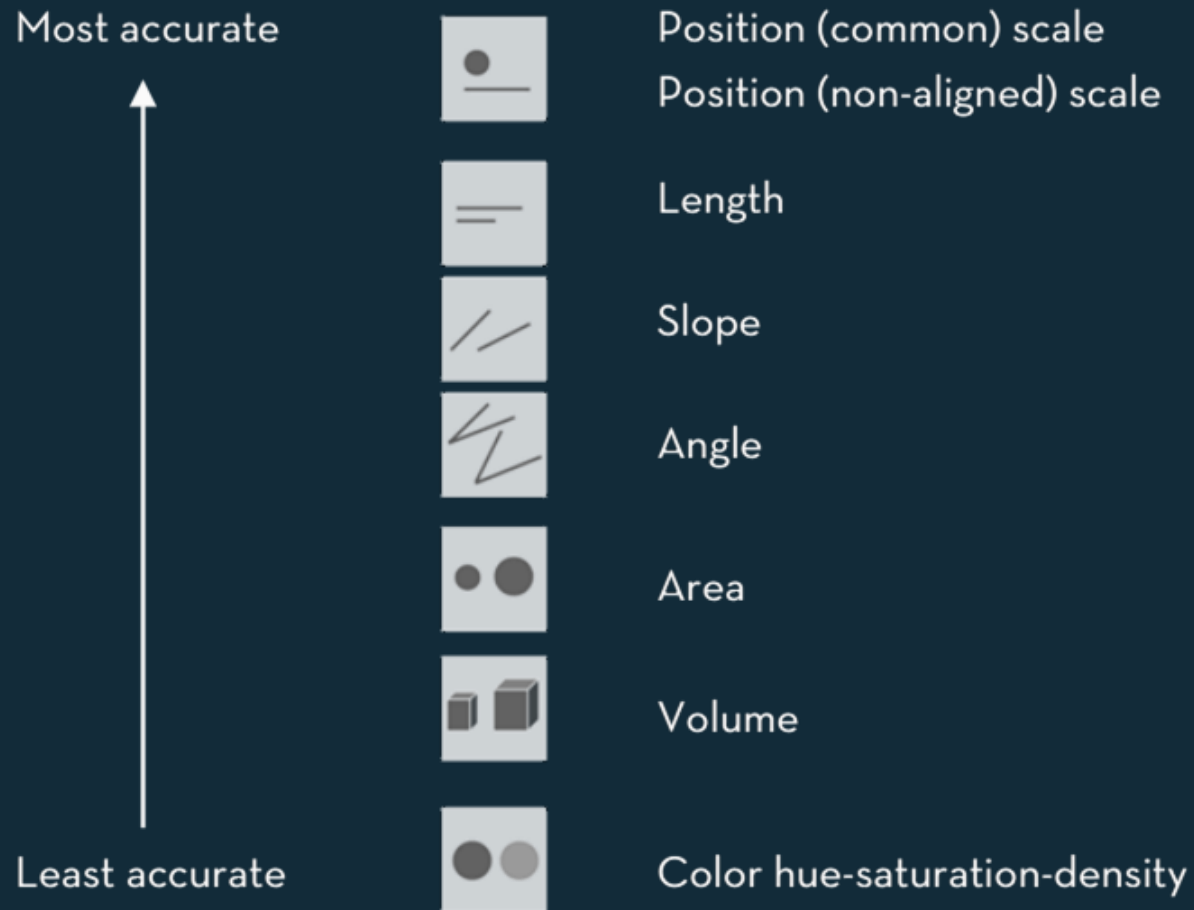 Most accurate
Position (common) scale
Position (non-aligned) scale
Length
Slope
Angle
Area
Volume
Least accurate
Color hue-saturation-density